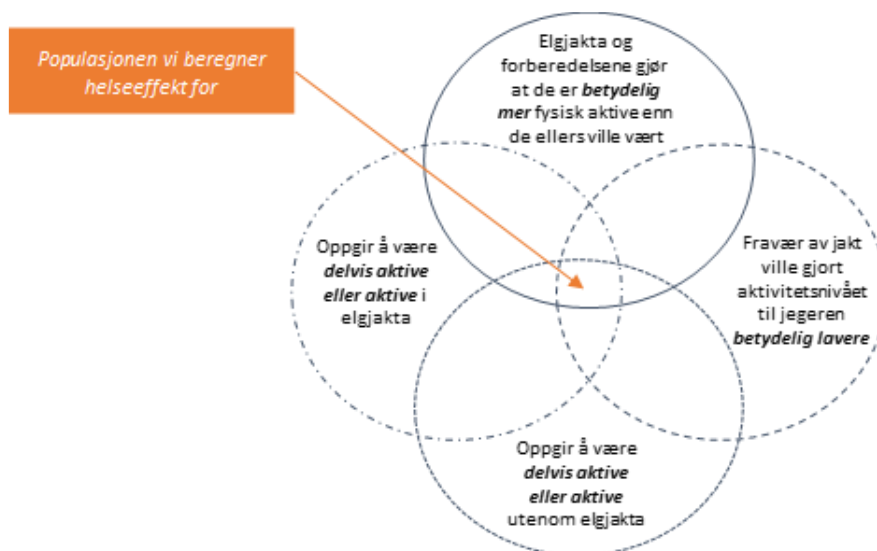 Populasjonen vi beregner
helseeffekt for
Elgjakta og
forberedelsene gjør
at de er betydelig
mer fysisk aktive enn
de ellers ville vært
Oppgir å være
delvis aktive
eller aktive i
elgjakta
Fravær av jakt
ville gjort
aktivitetsnivået
til jegeren
betydelig lavere
Oppgir å være
delvis aktive
eller aktive
utenom elgjakta